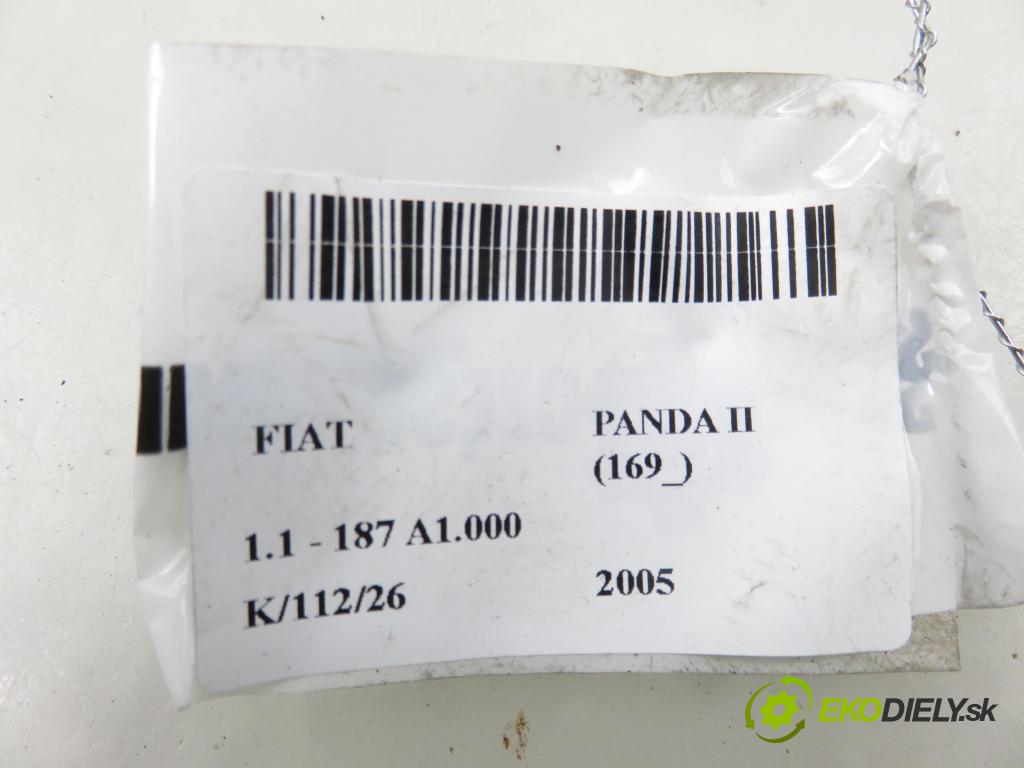 FIAT
PANDA II
(169_)
1.1 - 187 A1.000
K/112/26
2005
EKODIELY.sk